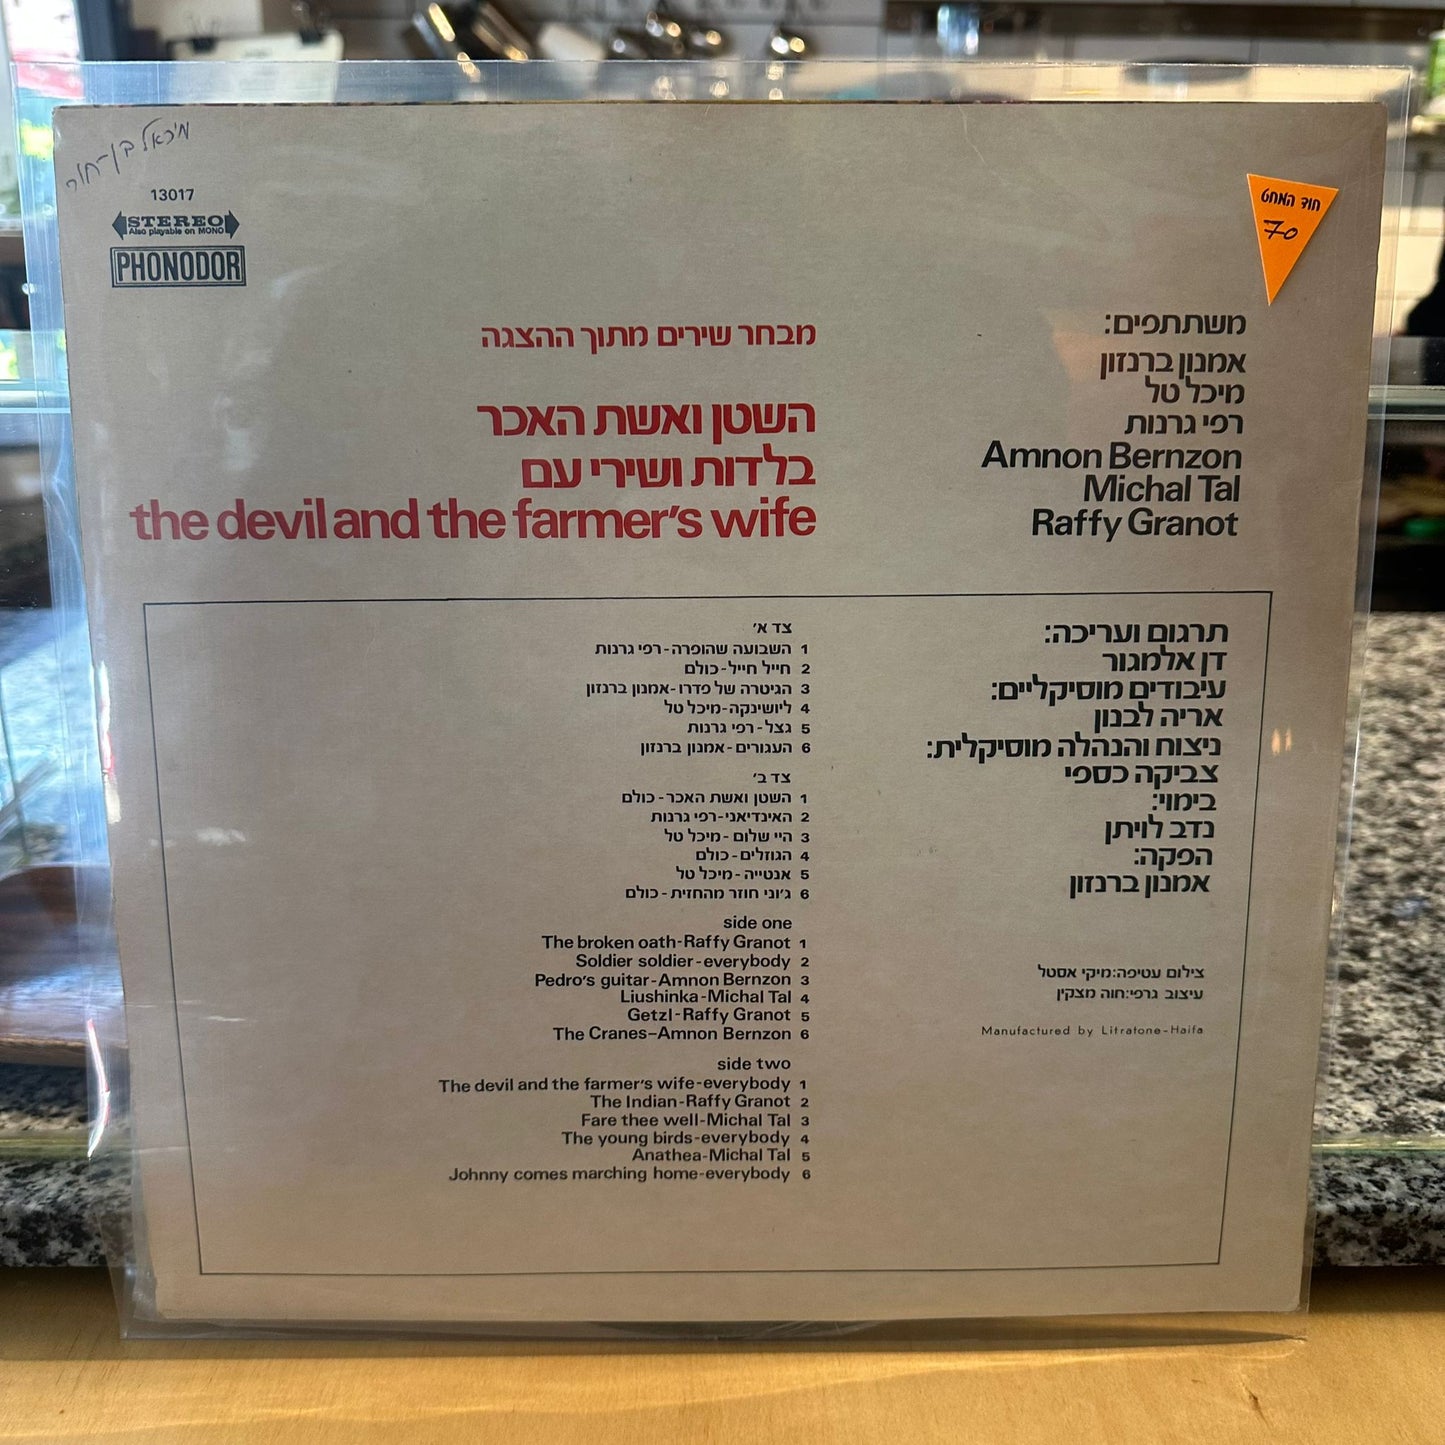 מיכאל בן-חור
13017
STEREO
Also playable on MONO
PHONODOR
חוד המחט
70
מבחר שירים מתוך ההצגה
השטן ואשת האכר
בלדות ושירי עם
the devil and the farmer's wife
משתתפים:
אמנון ברנזון
מיכל טל
רפי גרנות
Amnon Bernzon
Michal Tal
Raffy Granot
תרגום ועריכה:
דן אלמגור
עיבודים מוסיקליים:
אריה לבנון
ניצוח והנהלה מוסיקלית:
צביקה כספי
בימוי:
נדב לויתן
הפקה:
אמנון ברנזון
צילום עטיפה:מיקי אסטל
עיצוב גרפי:חוה מצקין
Manufactured by Litratone-Haifa
צד א'
1 השבועה שהופרה-רפי גרנות
2 חייל חייל-כולם
3 הגיטרה של פדרו-אמנון ברנזון
4 ליושינקה-מיכל טל
5 גצל-רפי גרנות
6 העגורים-אמנון ברנזון
צד ב'
1 השטן ואשת האכר-כולם
2 האינדיאני-רפי גרנות
3 היי שלום-מיכל טל
4 הגוזלים-כולם
5 אנטייה-מיכל טל
6 ג'וני חוזר מהחזית-כולם
side one
The broken oath-Raffy Granot 1
Soldier soldier-everybody 2
Pedro's guitar-Amnon Bernzon 3
Liushinka-Michal Tal 4
Getzl-Raffy Granot 5
The Cranes–Amnon Bernzon 6
side two
The devil and the farmer's wife-everybody 1
The Indian-Raffy Granot 2
Fare thee well-Michal Tal 3
The young birds-everybody 4
Anathea-Michal Tal 5
Johnny comes marching home-everybody 6